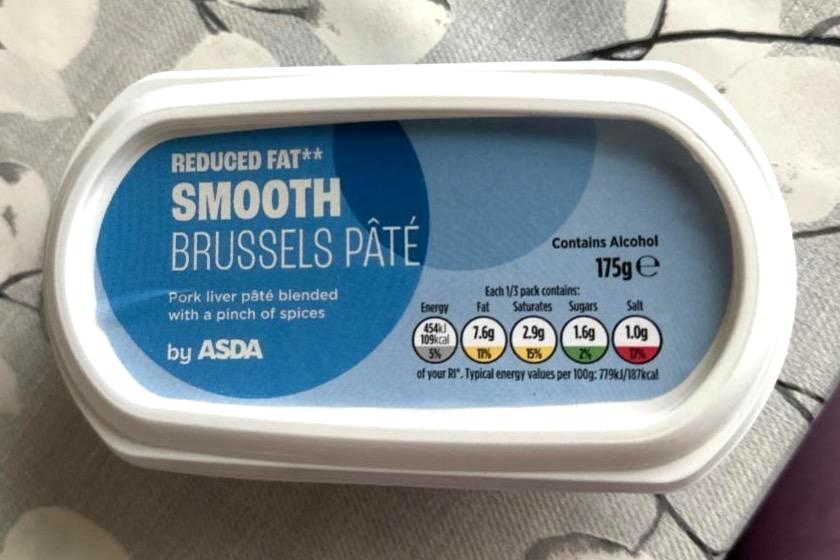 REDUCED FAT**
SMOOTH
BRUSSELS PÂTÉ
Pork liver pâté blended
with a pinch of spices
by ASDA
Contains Alcohol
175g ℮
Each 1/3 pack contains:
Energy Fat Saturates Sugars Salt
454kJ 7.6g 2.9g 1.6g 1.0g
109kcal
5% 11% 15% 2% 17%
of your RI*. Typical energy values per 100g: 779kJ/187kcal